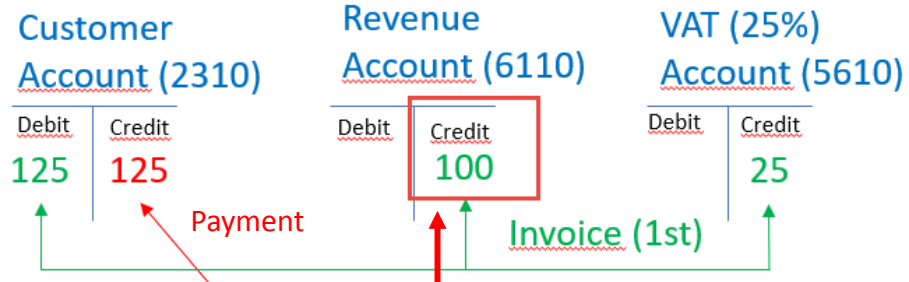 Customer
Account (2310)
Revenue
Account (6110)
VAT (25%)
Account (5610)
Debit Credit
125 125
Debit Credit
100
Debit Credit
25
Payment
Invoice (1st)